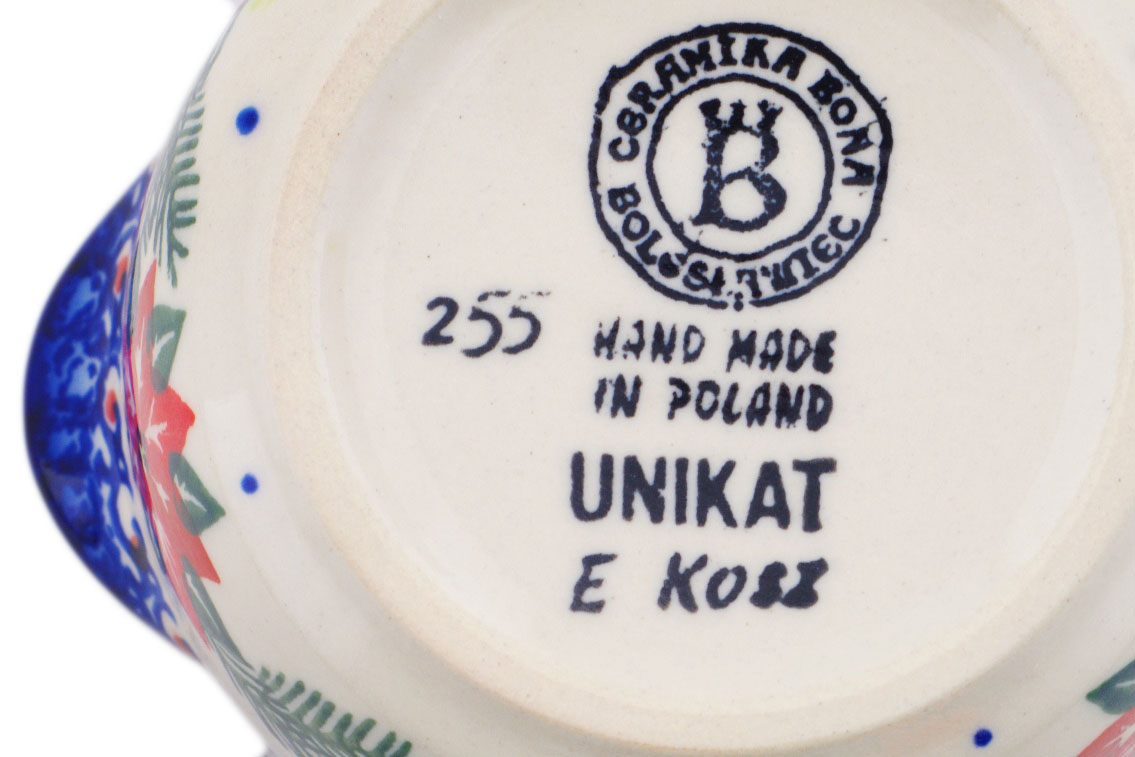 CERAMIKA BONA
BOLESŁAWIEC
B
255
HAND MADE
IN POLAND
UNIKAT
E KOSZ